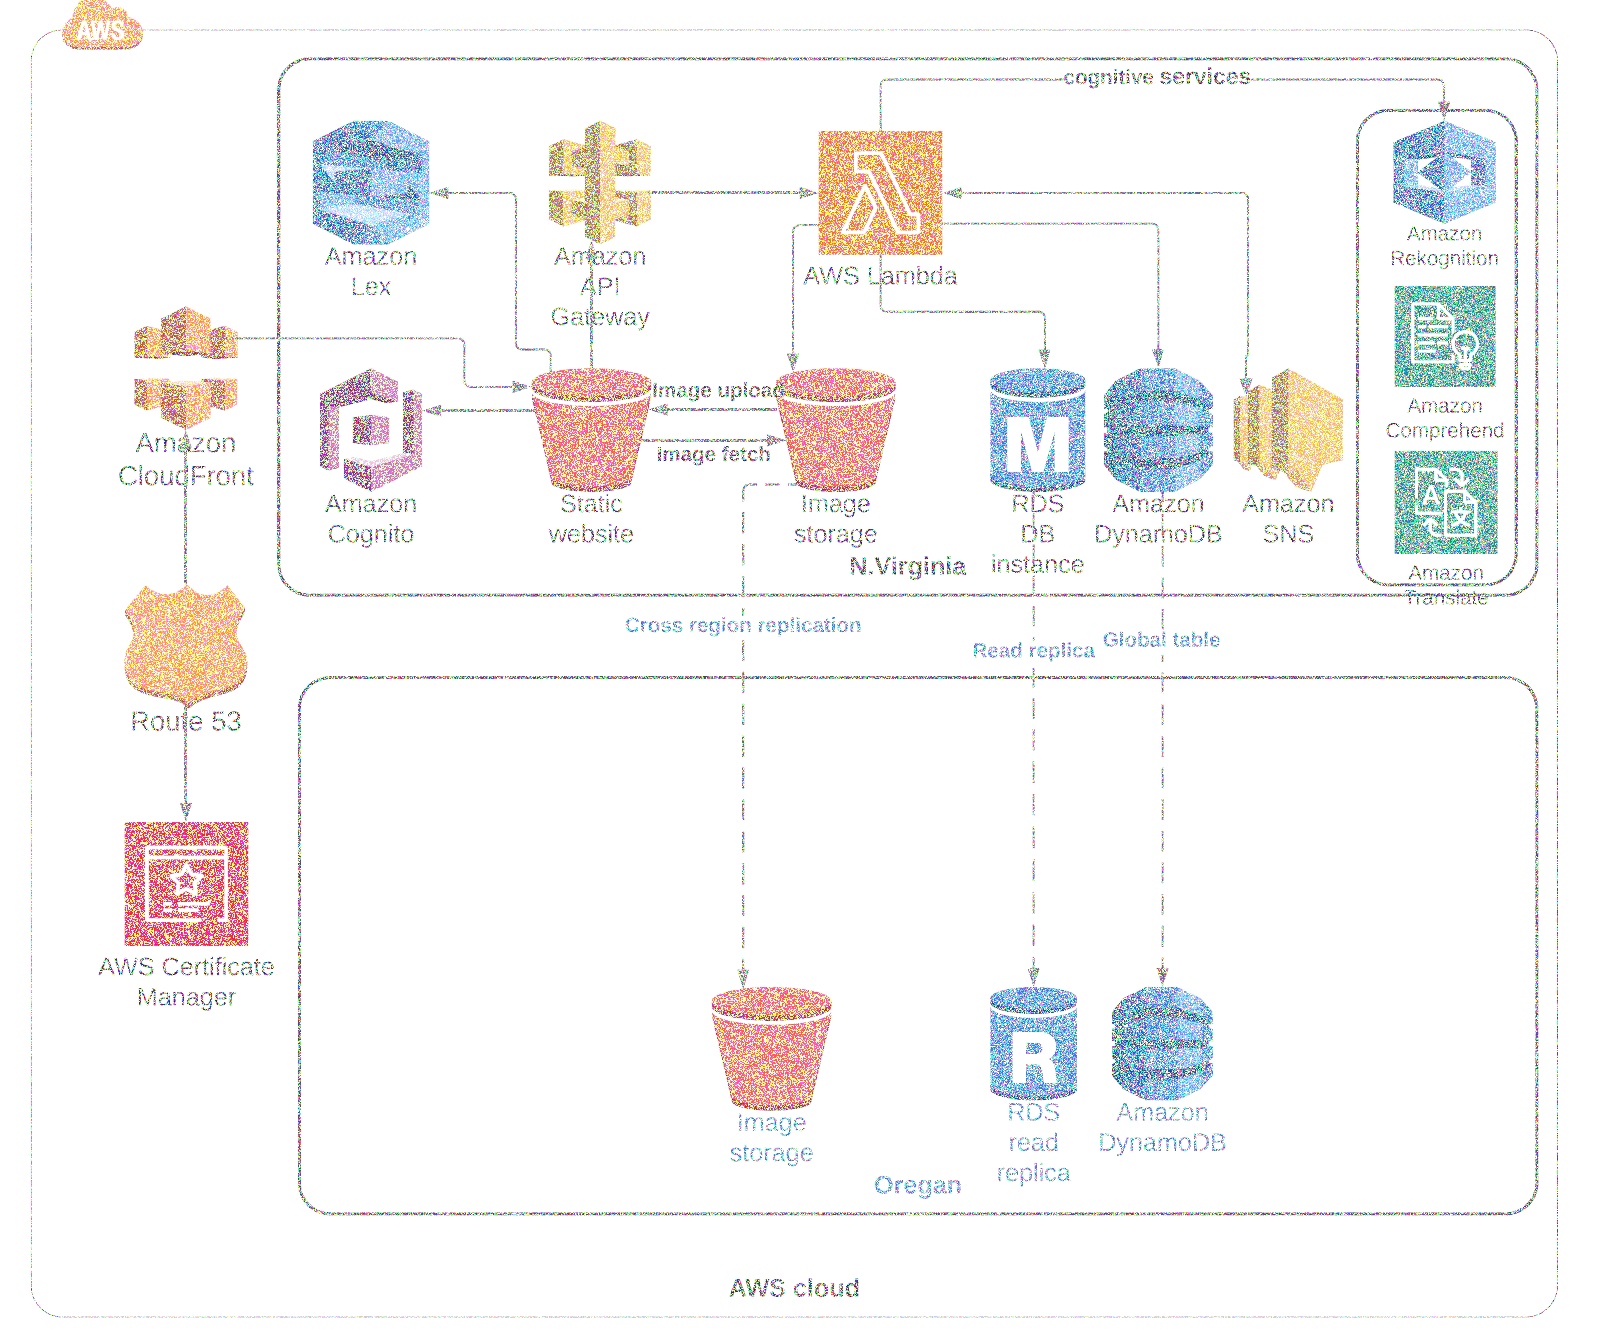 AWS
cognitive services
Amazon
Lex
Amazon
API
Gateway
AWS Lambda
Amazon
Rekognition
Amazon
Comprehend
Amazon
Translate
Amazon
CloudFront
Image upload
Image fetch
Amazon
Cognito
Static
website
Image
storage
M
RDS
DB
instance
Amazon
DynamoDB
Amazon
SNS
A
文
N.Virginia
Cross region replication
Read replica
Global table
Route 53
AWS Certificate
Manager
Image
storage
R
RDS
read
replica
Amazon
DynamoDB
Oregan
AWS cloud